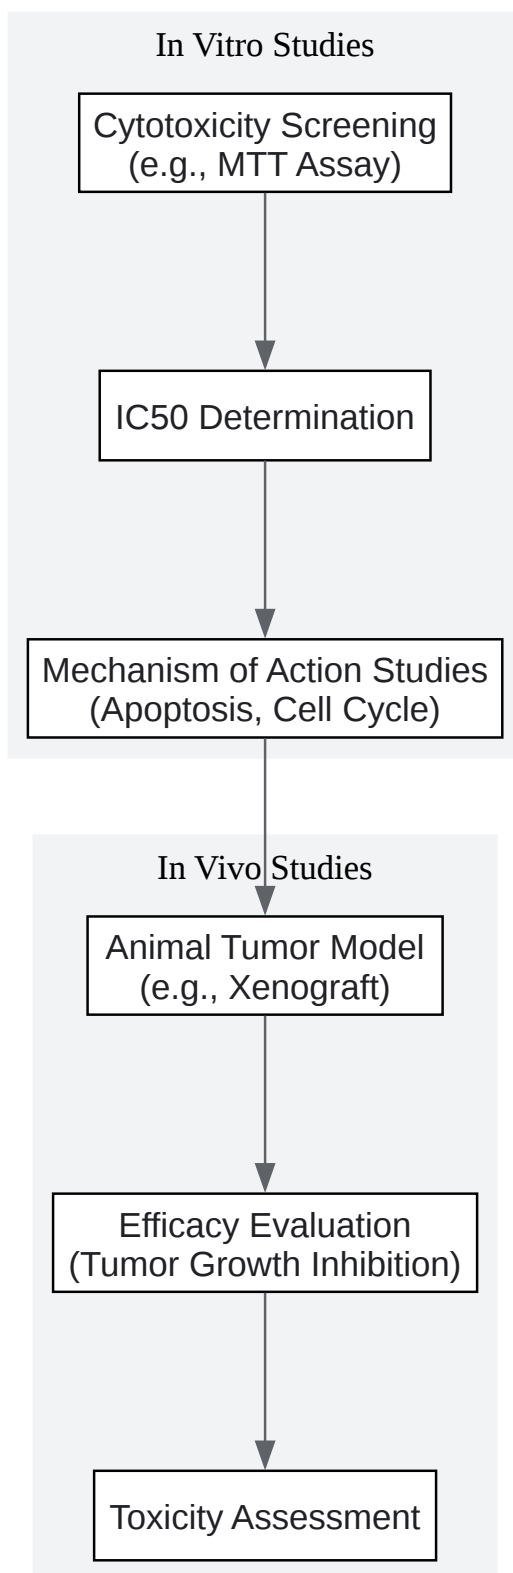 In Vitro Studies
Cytotoxicity Screening
(e.g., MTT Assay)
IC50 Determination
Mechanism of Action Studies
(Apoptosis, Cell Cycle)
In Vivo Studies
Animal Tumor Model
(e.g., Xenograft)
Efficacy Evaluation
(Tumor Growth Inhibition)
Toxicity Assessment